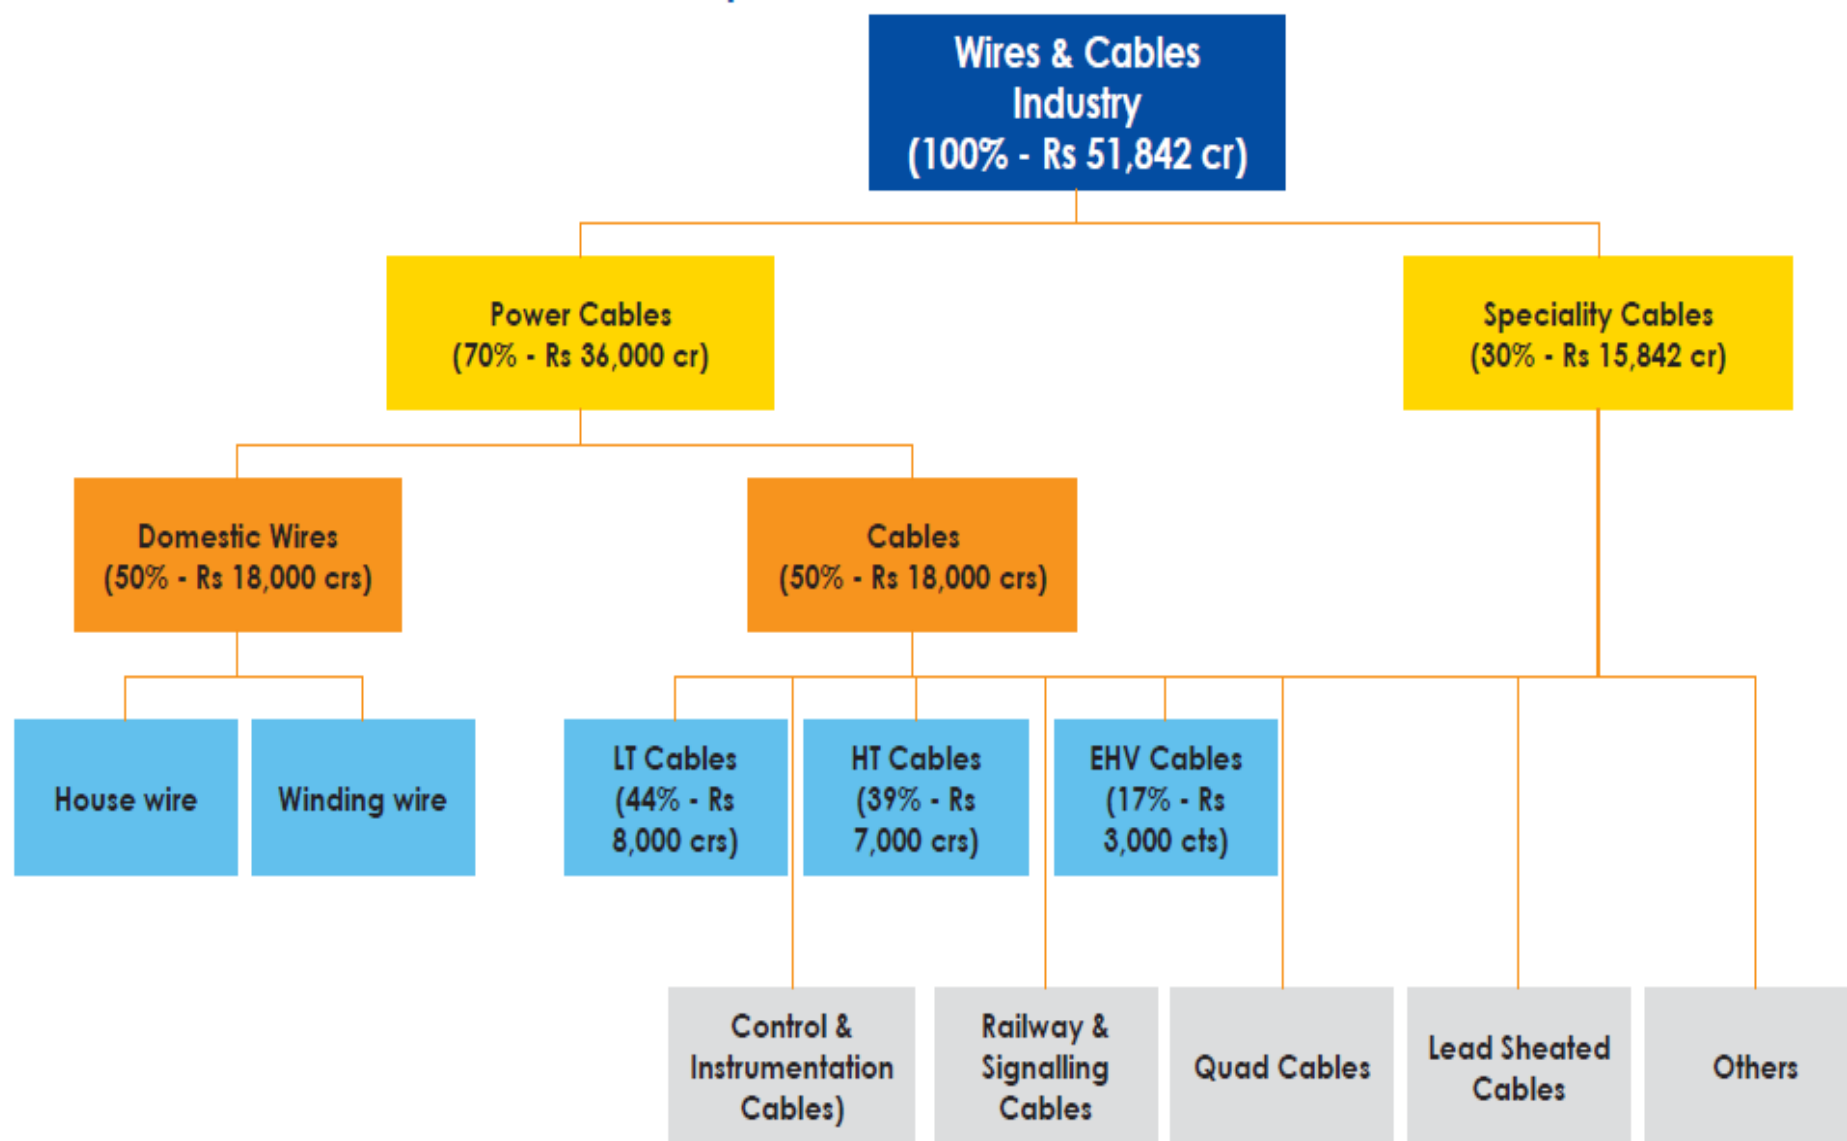 Wires & Cables
Industry
(100% - Rs 51,842 cr)
Power Cables
(70% - Rs 36,000 cr)
Speciality Cables
(30% - Rs 15,842 cr)
Domestic Wires
(50% - Rs 18,000 crs)
Cables
(50% - Rs 18,000 crs)
House wire
Winding wire
LT Cables
(44% - Rs
8,000 crs)
HT Cables
(39% - Rs
7,000 crs)
EHV Cables
(17% - Rs
3,000 cts)
Control &
Instrumentation
Cables)
Railway &
Signalling
Cables
Quad Cables
Lead Sheated
Cables
Others